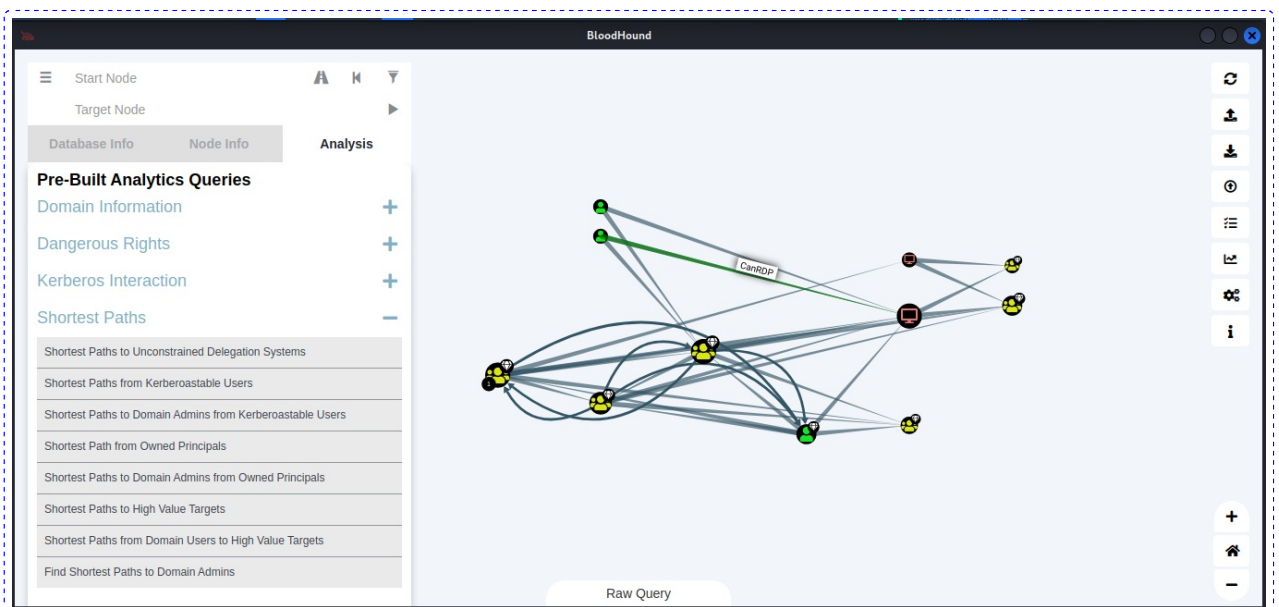 BloodHound
Start Node
Target Node
Database Info Node Info Analysis
Pre-Built Analytics Queries
Domain Information
Dangerous Rights
Kerberos Interaction
Shortest Paths
Shortest Paths to Unconstrained Delegation Systems
Shortest Paths from Kerberoastable Users
Shortest Paths to Domain Admins from Kerberoastable Users
Shortest Path from Owned Principals
Shortest Paths to Domain Admins from Owned Principals
Shortest Paths to High Value Targets
Shortest Paths from Domain Users to High Value Targets
Find Shortest Paths to Domain Admins
CanRDP
Raw Query